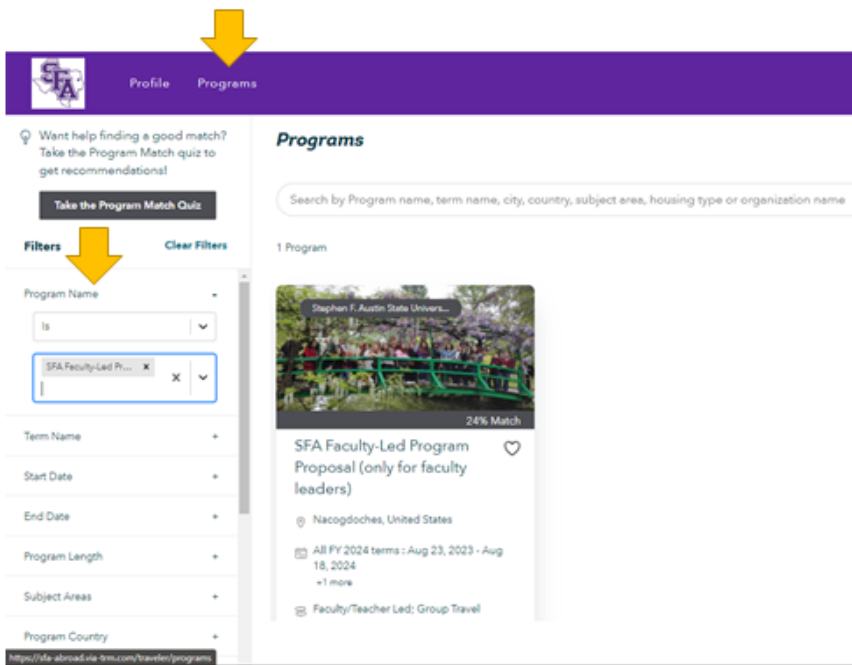 SFA
Profile
Programs
Want help finding a good match?
Take the Program Match quiz to
get recommendations!
Take the Program Match Quiz
Filters
Clear Filters
Program Name
-
Is
SFA Faculty-Led Pr... x
x
Term Name +
Start Date +
End Date +
Program Length +
Subject Areas +
Program Country +
https://sfa-abroad.via-trm.com/traveler/programs
Programs
Search by Program name, term name, city, country, subject area, housing type or organization name
1 Program
Stephen F. Austin State Univers...
24% Match
SFA Faculty-Led Program
Proposal (only for faculty
leaders)
Nacogdoches, United States
All FY 2024 terms : Aug 23, 2023 - Aug
18, 2024
+1 more
Faculty/Teacher Led; Group Travel